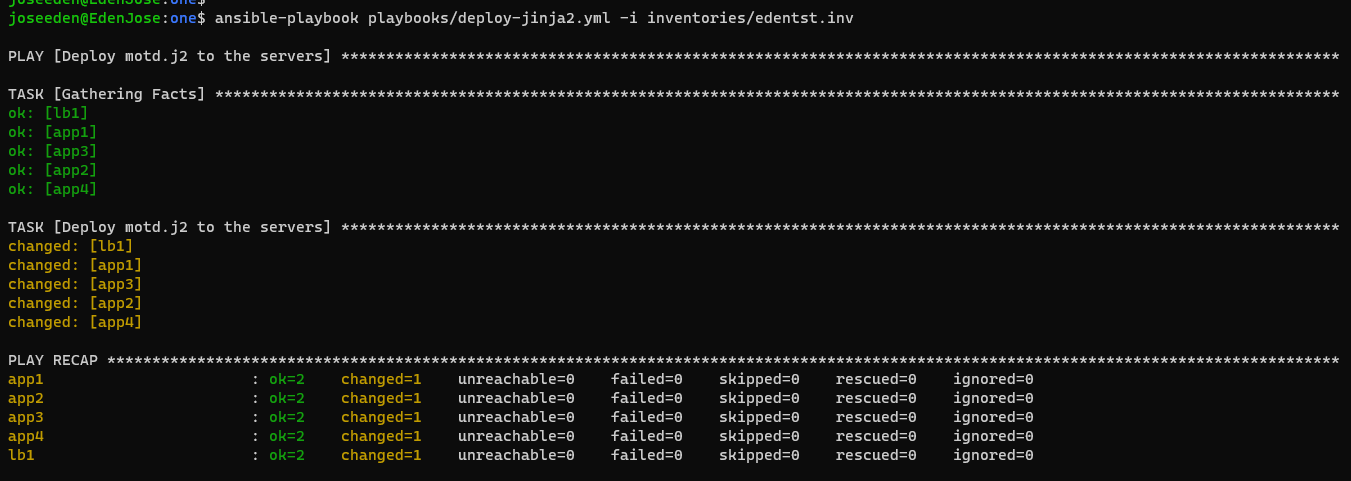 joseeden@EdenJose:one$
joseeden@EdenJose:one$ ansible-playbook playbooks/deploy-jinja2.yml -i inventories/edentst.inv
PLAY [Deploy motd.j2 to the servers] ***************************************************************************************************************
TASK [Gathering Facts] *****************************************************************************************************************************
ok: [lb1]
ok: [app1]
ok: [app3]
ok: [app2]
ok: [app4]
TASK [Deploy motd.j2 to the servers] ***************************************************************************************************************
changed: [lb1]
changed: [app1]
changed: [app3]
changed: [app2]
changed: [app4]
PLAY RECAP *****************************************************************************************************************************************
app1                       : ok=2    changed=1    unreachable=0    failed=0    skipped=0    rescued=0    ignored=0
app2                       : ok=2    changed=1    unreachable=0    failed=0    skipped=0    rescued=0    ignored=0
app3                       : ok=2    changed=1    unreachable=0    failed=0    skipped=0    rescued=0    ignored=0
app4                       : ok=2    changed=1    unreachable=0    failed=0    skipped=0    rescued=0    ignored=0
lb1                        : ok=2    changed=1    unreachable=0    failed=0    skipped=0    rescued=0    ignored=0